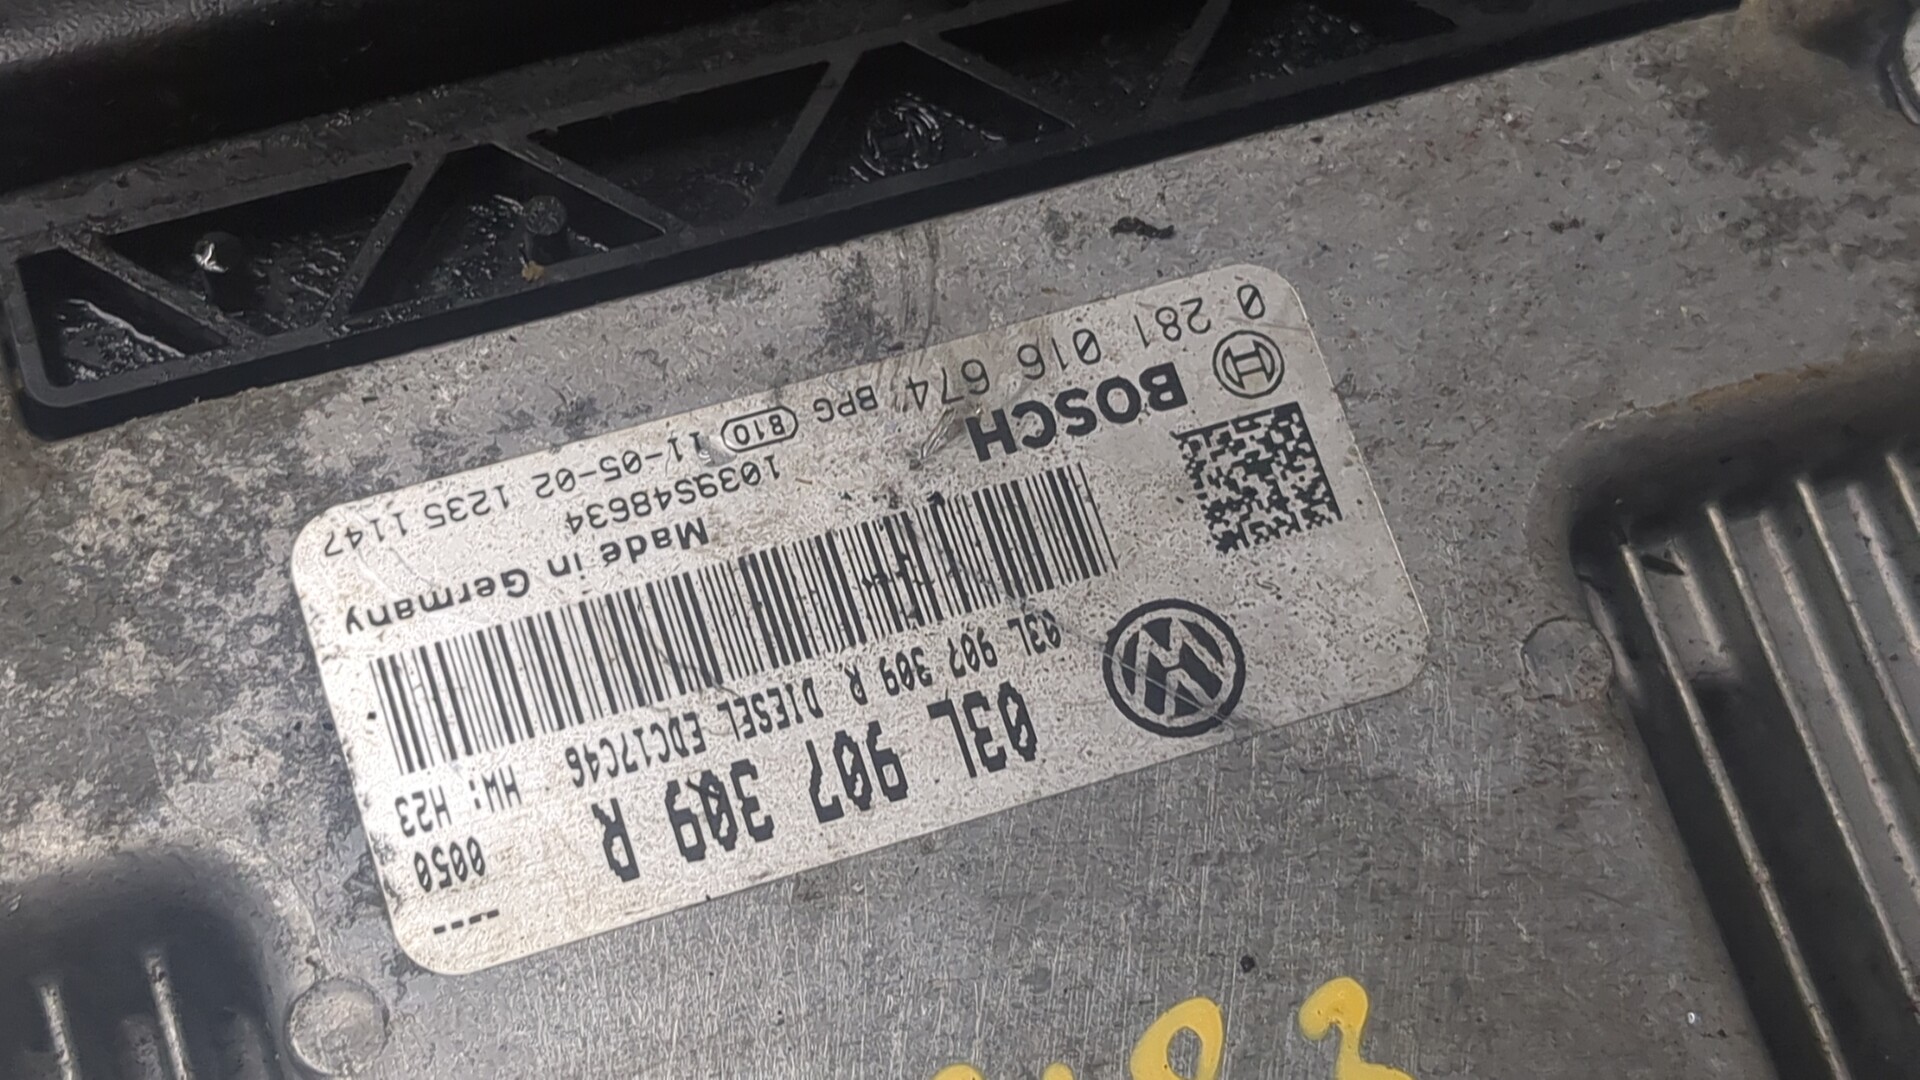 ---
0050
03L 907 309 R
HW: H23
03L 907 309 R DIESEL EDC17C46
Made in Germany
1039S48634
BOSCH
0 281 016 674 BPG B10 11-05-02 1235 1147